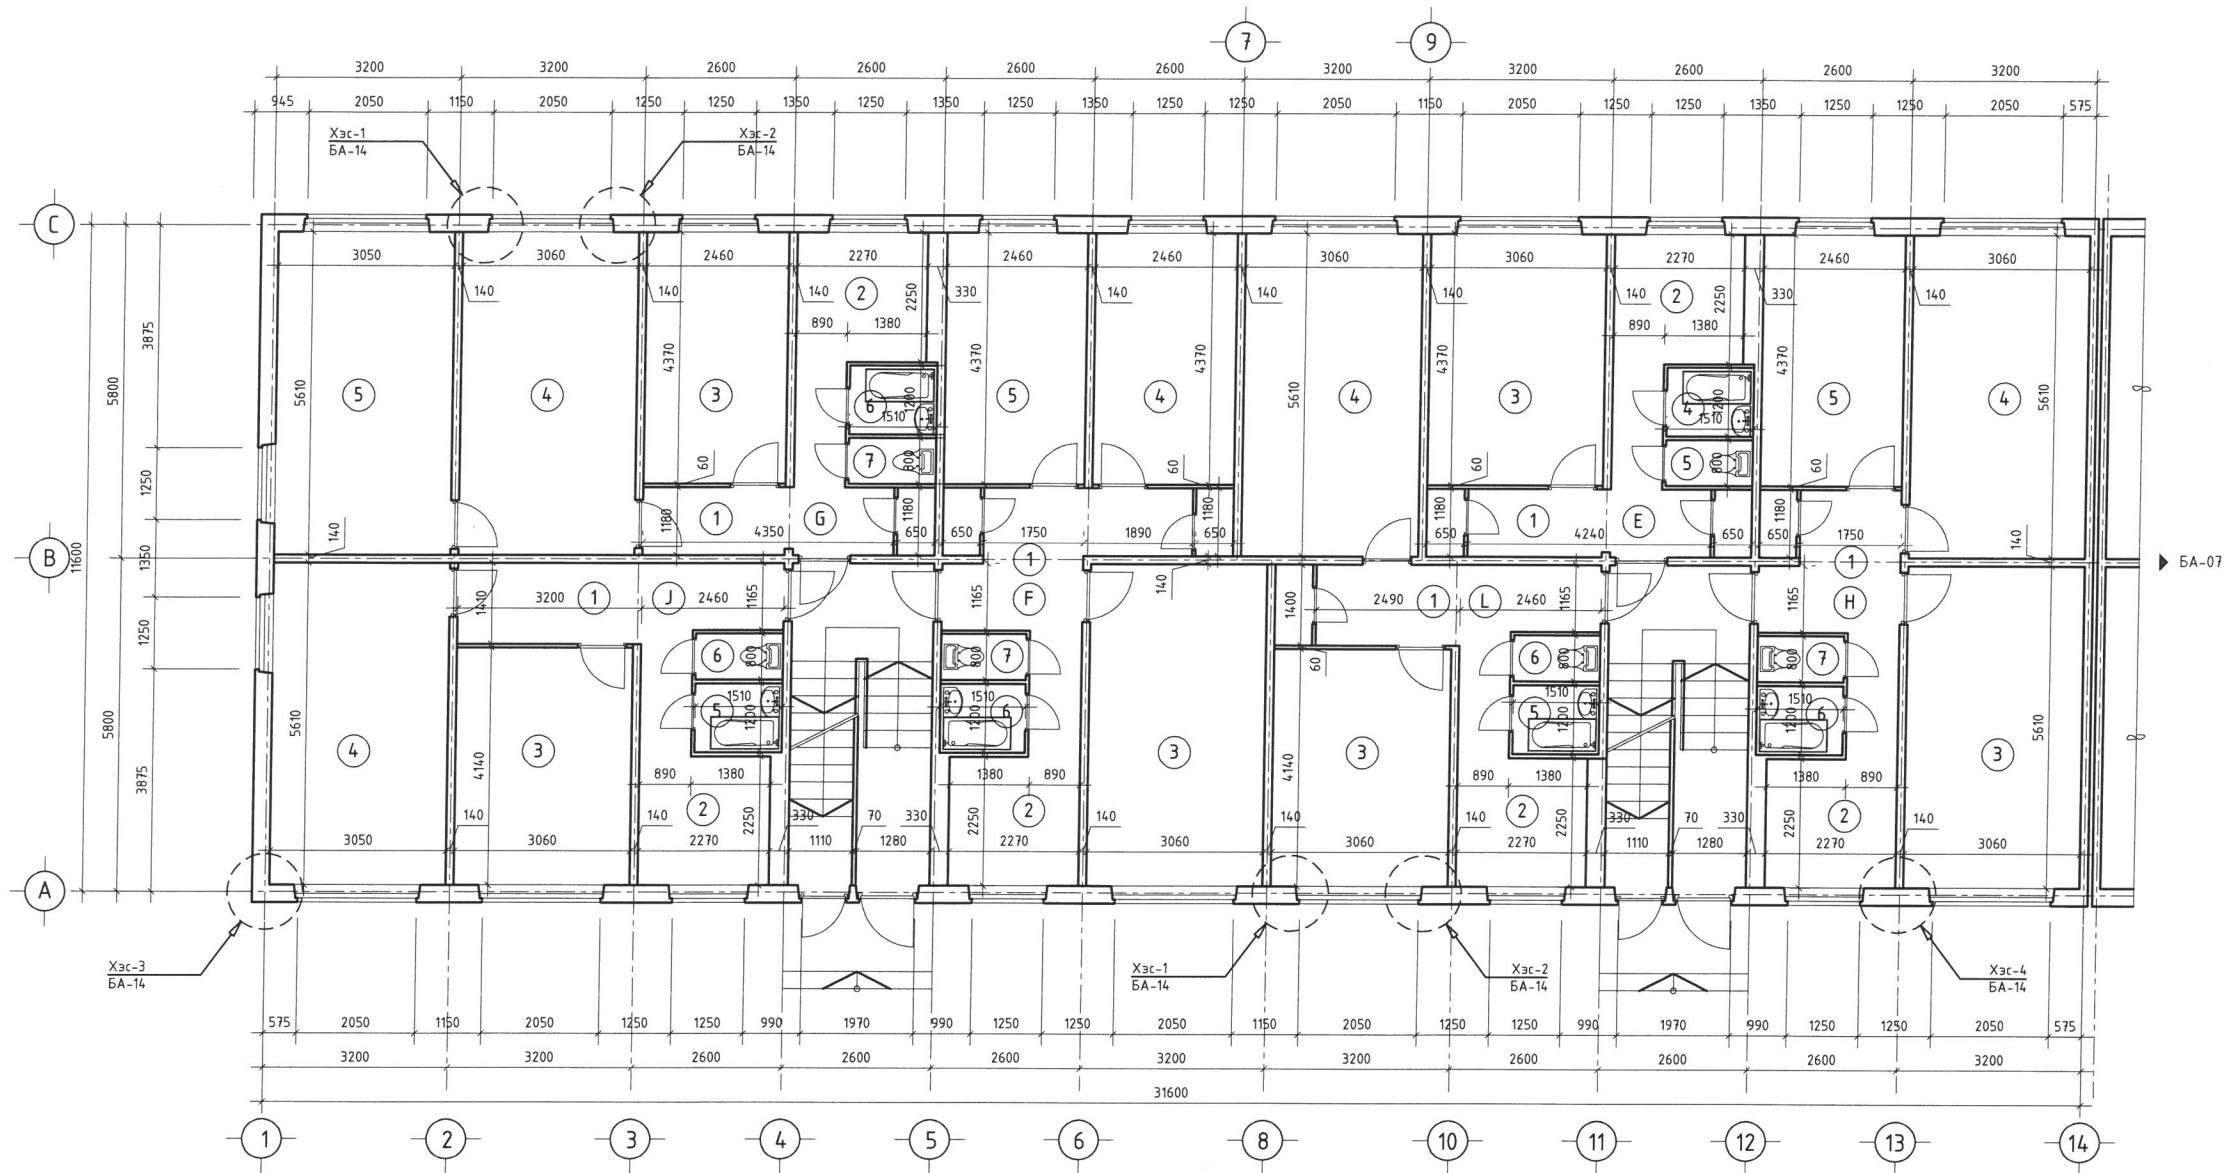 7 9
3200 3200 2600 2600 2600 2600 3200 3200 2600 2600 3200
945 2050 1150 2050 1250 1250 1350 1250 1350 1250 1350 1250 1250 2050 1150 2050 1250 1250 1350 1250 1250 2050 575
Хэс-1 Хэс-2
БА-14 БА-14
C
3050 3060 2460 2270 2460 2460 3060 3060 2270 2460 3060
140 140 140 2 330 140 140 140 140 2 330 140
2250 2250
890 1380 890 1380
3875 5800 5610 4370 4370 4370 5610 4370 4370 5610
5 4 3 6 1200 1510 5 4 4 3 4 1200 1510 5 4
60 7 800 60 60 5 800 60
1250 140 1180 1 G 1180 1180 1180 1 E 1180 140
4350 650 650 1750 1890 650 650 4240 650 650 1750
B 11600 1350 1 1 БА-07
140
1410 3200 1 J 2460 1165 F 1400 2490 1 L 2460 1165 1165 H
1250 6 800 800 7 60 6 800 800 7
5 1510 1200 1510 1200 6 5 1510 1200 1510 1200 6
5800 5610 4 4140 3 3 4140 3 5610 3
3875 890 1380 1380 890 890 1380 1380 890
140 140 2 2250 330 70 330 2250 2 140 140 140 2 2250 330 70 330 2250 2 140
3050 3060 2270 1110 1280 2270 3060 3060 2270 1110 1280 2270 3060
A
Хэс-3 Хэс-1 Хэс-2 Хэс-4
БА-14 БА-14 БА-14 БА-14
575 2050 1150 2050 1250 1250 990 1970 990 1250 1250 2050 1150 2050 1250 1250 990 1970 990 1250 1250 2050 575
3200 3200 2600 2600 2600 3200 3200 2600 2600 2600 3200
31600
1 2 3 4 5 6 8 10 11 12 13 14